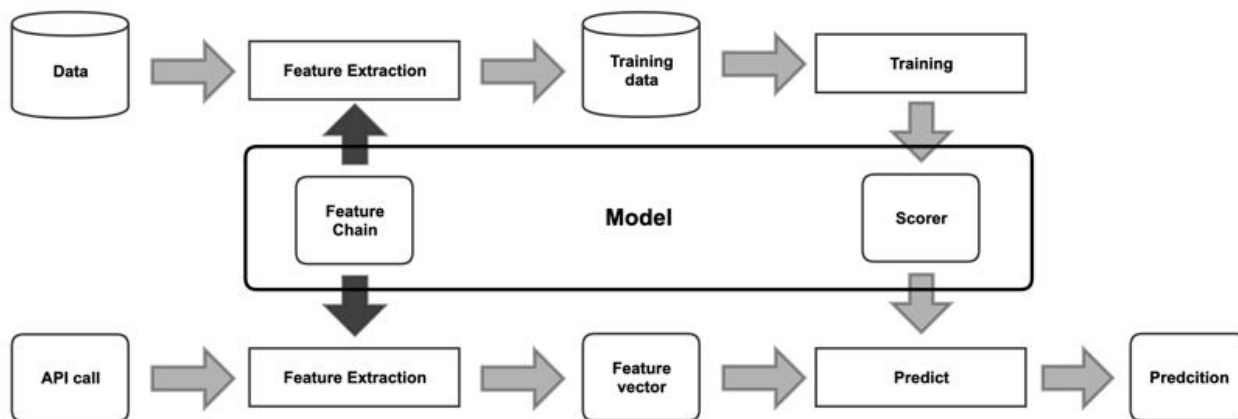 Data
Feature Extraction
Training
data
Training
Feature
Chain
Model
Scorer
API call
Feature Extraction
Feature
vector
Predict
Predcition